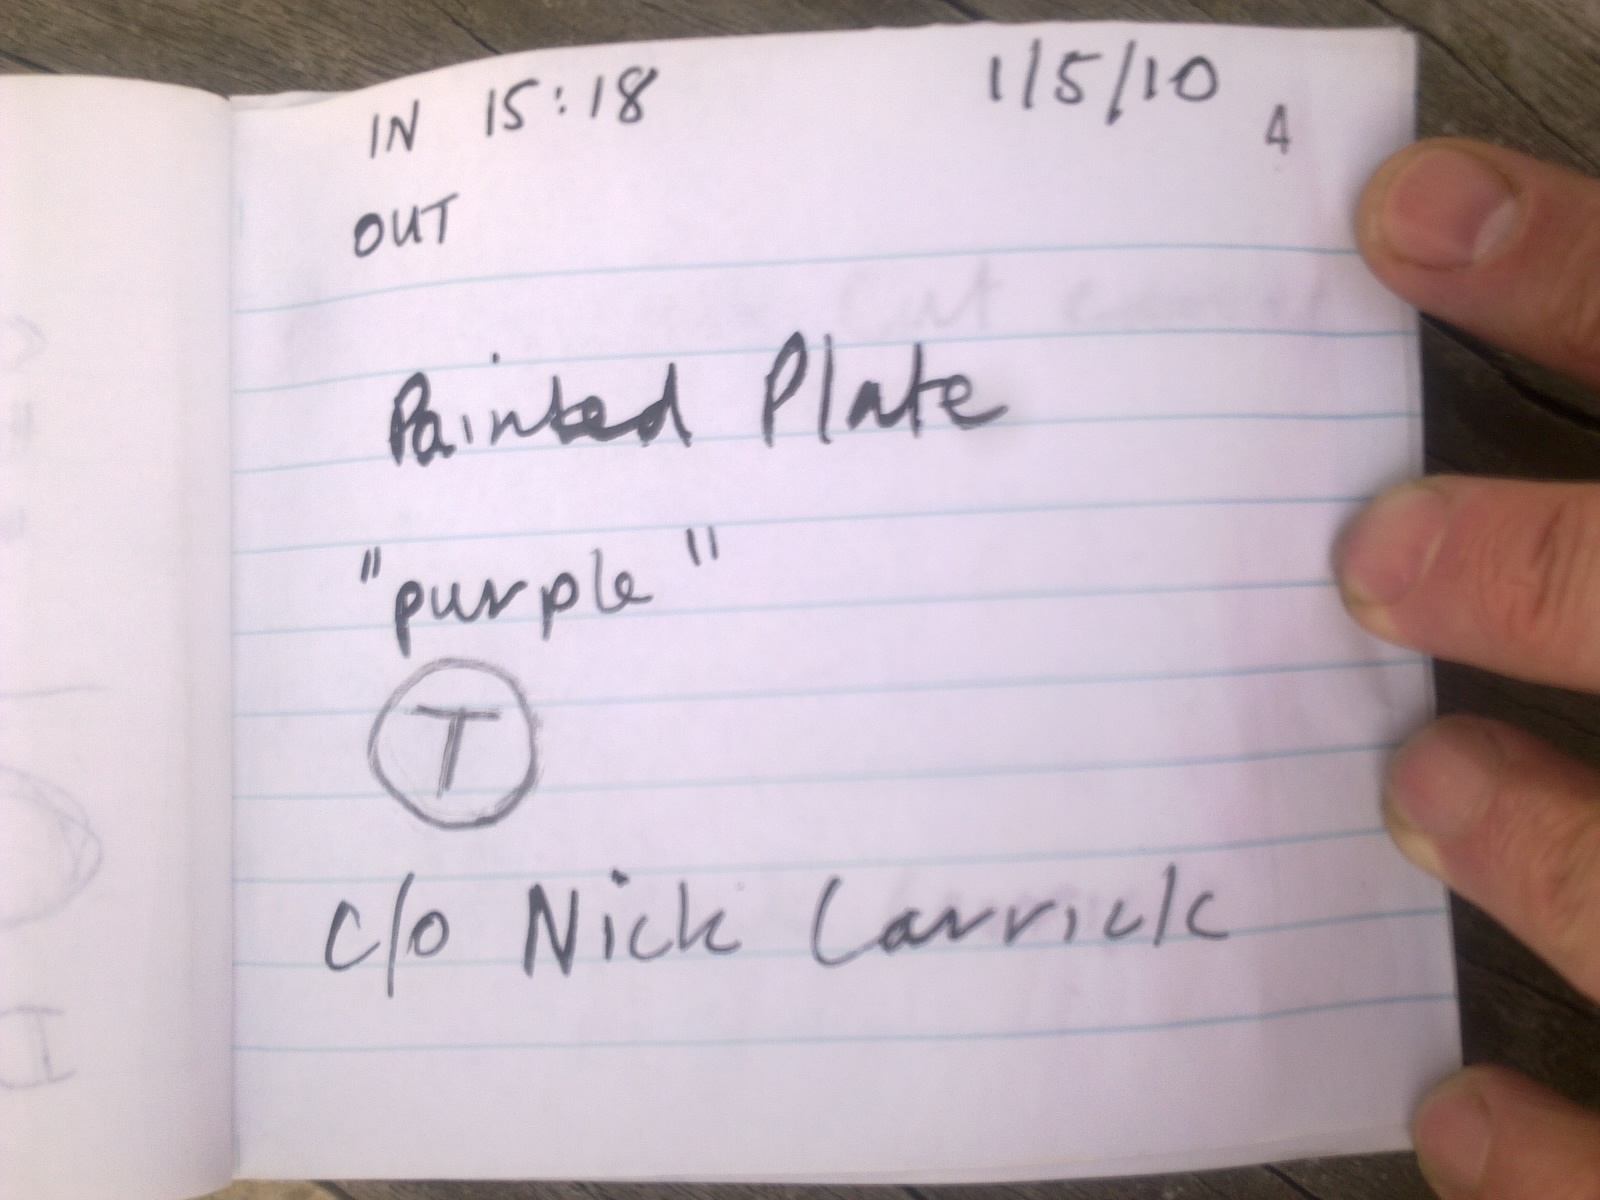 IN 15:18 1/5/10 4
OUT
Painted Plate
"purple"
T
c/o Nick Carrick